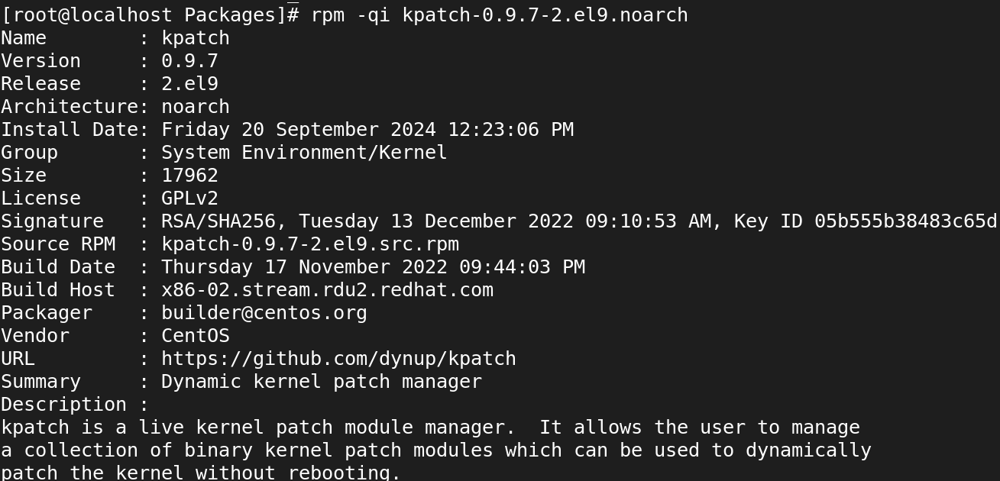 [root@localhost Packages]# rpm -qi kpatch-0.9.7-2.el9.noarch
Name        : kpatch
Version     : 0.9.7
Release     : 2.el9
Architecture: noarch
Install Date: Friday 20 September 2024 12:23:06 PM
Group       : System Environment/Kernel
Size        : 17962
License     : GPLv2
Signature   : RSA/SHA256, Tuesday 13 December 2022 09:10:53 AM, Key ID 05b555b38483c65d
Source RPM  : kpatch-0.9.7-2.el9.src.rpm
Build Date  : Thursday 17 November 2022 09:44:03 PM
Build Host  : x86-02.stream.rdu2.redhat.com
Packager    : builder@centos.org
Vendor      : CentOS
URL         : https://github.com/dynup/kpatch
Summary     : Dynamic kernel patch manager
Description :
kpatch is a live kernel patch module manager.  It allows the user to manage
a collection of binary kernel patch modules which can be used to dynamically
patch the kernel without rebooting.